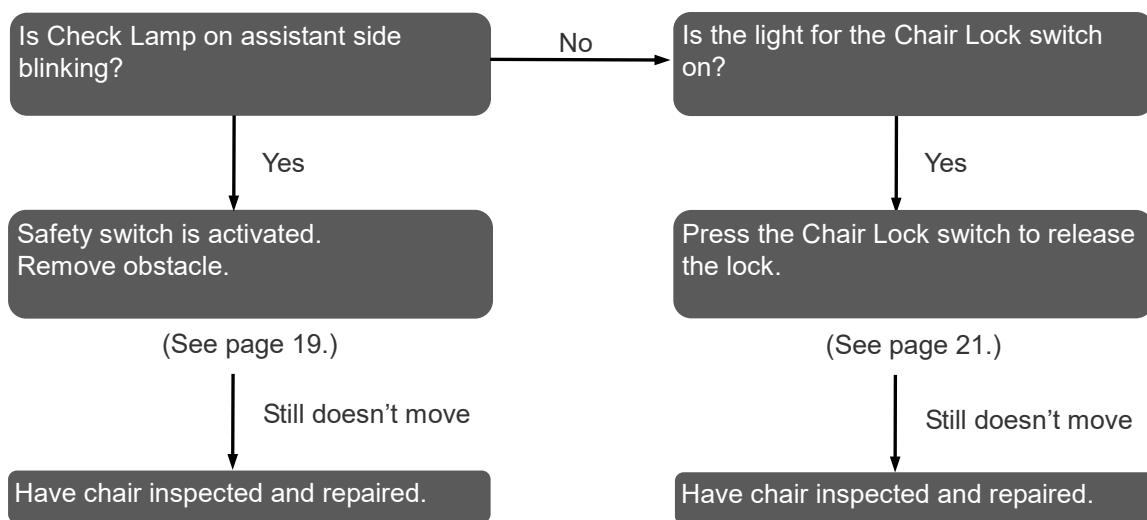 Is Check Lamp on assistant side
blinking?
No
Is the light for the Chair Lock switch
on?
Yes
Yes
Safety switch is activated.
Remove obstacle.
Press the Chair Lock switch to release
the lock.
(See page 19.)
(See page 21.)
Still doesn’t move
Still doesn’t move
Have chair inspected and repaired.
Have chair inspected and repaired.